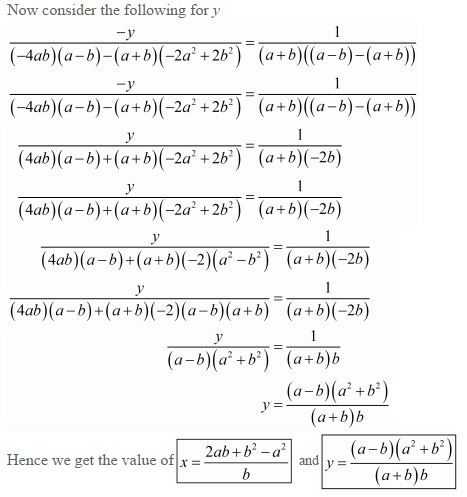 Now consider the following for y
-y/((-4ab)(a-b)-(a+b)(-2a²+2b²)) = 1/((a+b)((a-b)-(a+b)))
-y/((-4ab)(a-b)-(a+b)(-2a²+2b²)) = 1/((a+b)((a-b)-(a+b)))
y/((4ab)(a-b)+(a+b)(-2a²+2b²)) = 1/((a+b)(-2b))
y/((4ab)(a-b)+(a+b)(-2a²+2b²)) = 1/((a+b)(-2b))
y/((4ab)(a-b)+(a+b)(-2)(a²-b²)) = 1/((a+b)(-2b))
y/((4ab)(a-b)+(a+b)(-2)(a-b)(a+b)) = 1/((a+b)(-2b))
y/((a-b)(a²+b²)) = 1/((a+b)b)
y = ((a-b)(a²+b²))/((a+b)b)
Hence we get the value of x = (2ab+b²-a²)/b and y = ((a-b)(a²+b²))/((a+b)b)